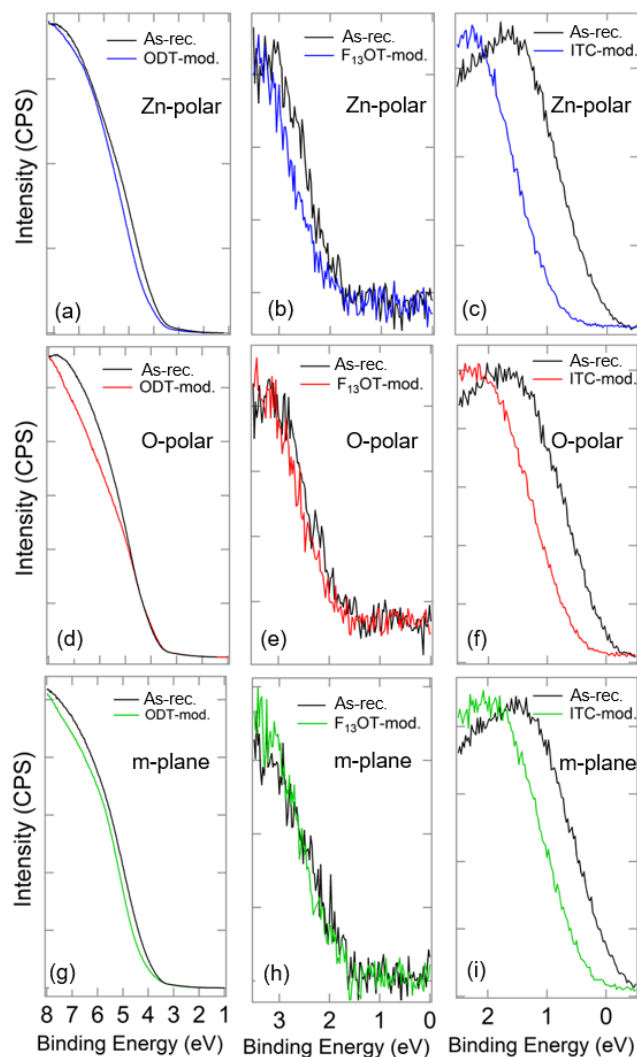 Intensity (CPS)
As-rec.
ODT-mod.
Zn-polar
(a)
As-rec.
F₁₃OT-mod.
Zn-polar
(b)
As-rec.
ITC-mod.
Zn-polar
(c)
Intensity (CPS)
As-rec.
ODT-mod.
O-polar
(d)
As-rec.
F₁₃OT-mod.
O-polar
(e)
As-rec.
ITC-mod.
O-polar
(f)
Intensity (CPS)
As-rec.
ODT-mod.
m-plane
(g)
As-rec.
F₁₃OT-mod.
m-plane
(h)
As-rec.
ITC-mod.
m-plane
(i)
8 7 6 5 4 3 2 1
Binding Energy (eV)
3 2 1 0
Binding Energy (eV)
2 1 0
Binding Energy (eV)